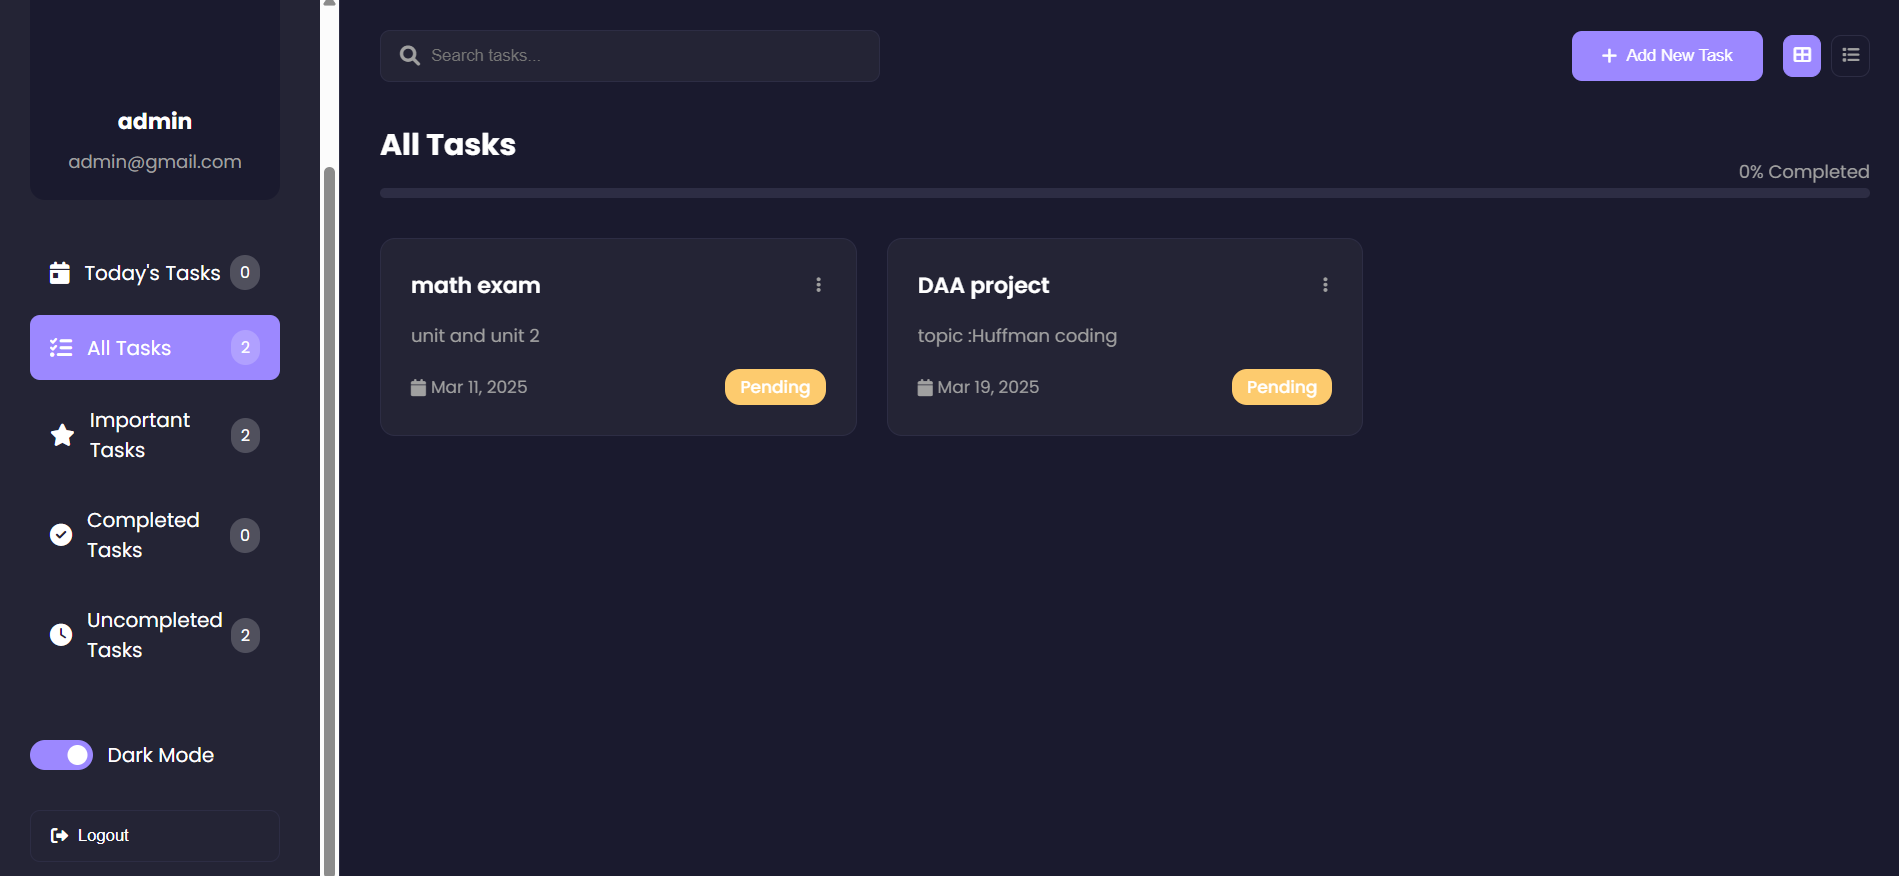 admin
admin@gmail.com
Today's Tasks 0
All Tasks 2
Important
Tasks
2
Completed
Tasks
0
Uncompleted
Tasks
2
Dark Mode
Logout
Search tasks...
+ Add New Task
All Tasks
0% Completed
math exam
unit and unit 2
Mar 11, 2025 Pending
DAA project
topic :Huffman coding
Mar 19, 2025 Pending